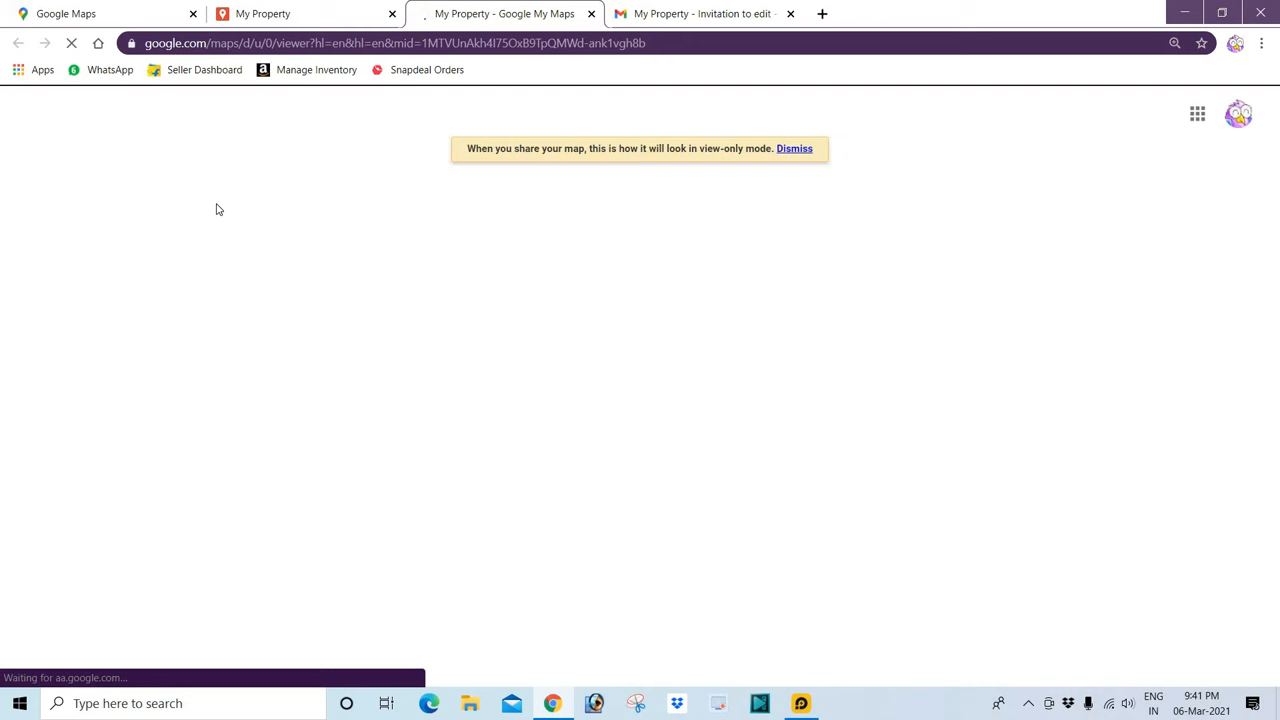 Google Maps
My Property
My Property - Google My Maps
My Property - Invitation to edit -
google.com/maps/d/u/0/viewer?hl=en&hl=en&mid=1MTVUnAkh4I75OxB9TpQMWd-ank1vgh8b
Apps
WhatsApp
Seller Dashboard
Manage Inventory
Snapdeal Orders
When you share your map, this is how it will look in view-only mode. Dismiss
Waiting for aa.google.com...
Type here to search
ENG
IN
9:41 PM
06-Mar-2021